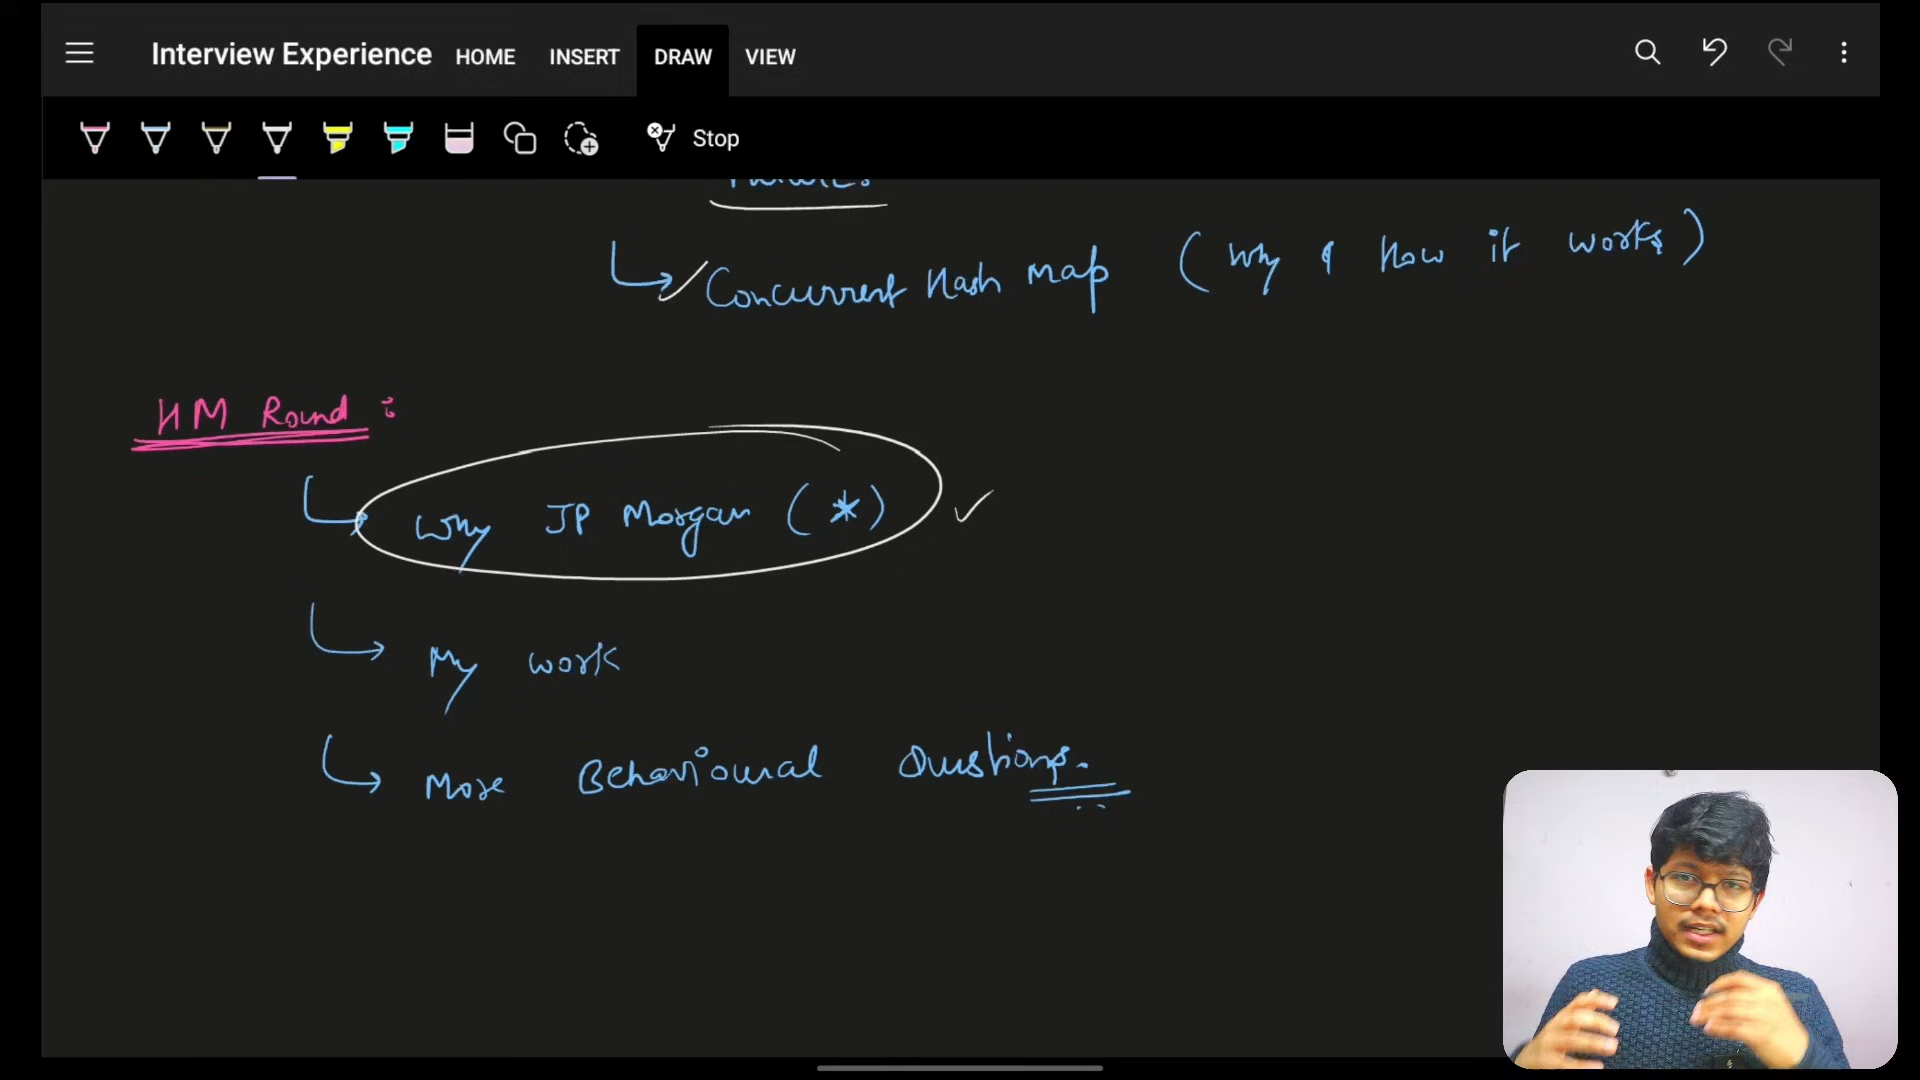 Interview Experience HOME INSERT DRAW VIEW
Stop
Concurrent Hash Map (Why & How it works)
HM Round :
Why JP Morgan (*)
My work
More Behavioural Questions.